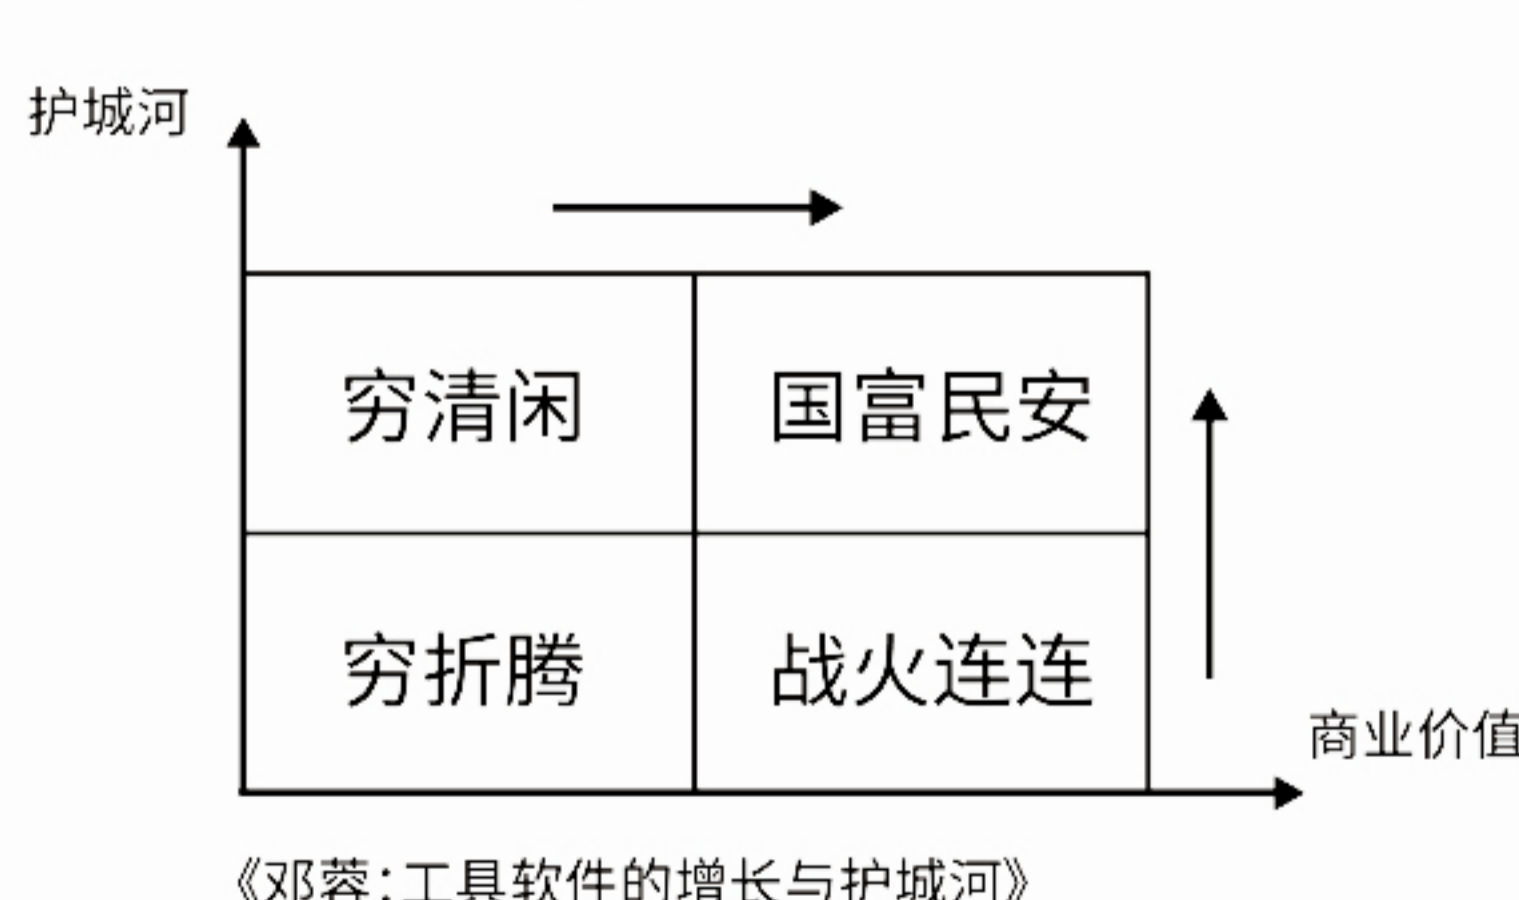 护城河
穷清闲
国富民安
穷折腾
战火连连
商业价值
《邓蓉:工具软件的增长与护城河》